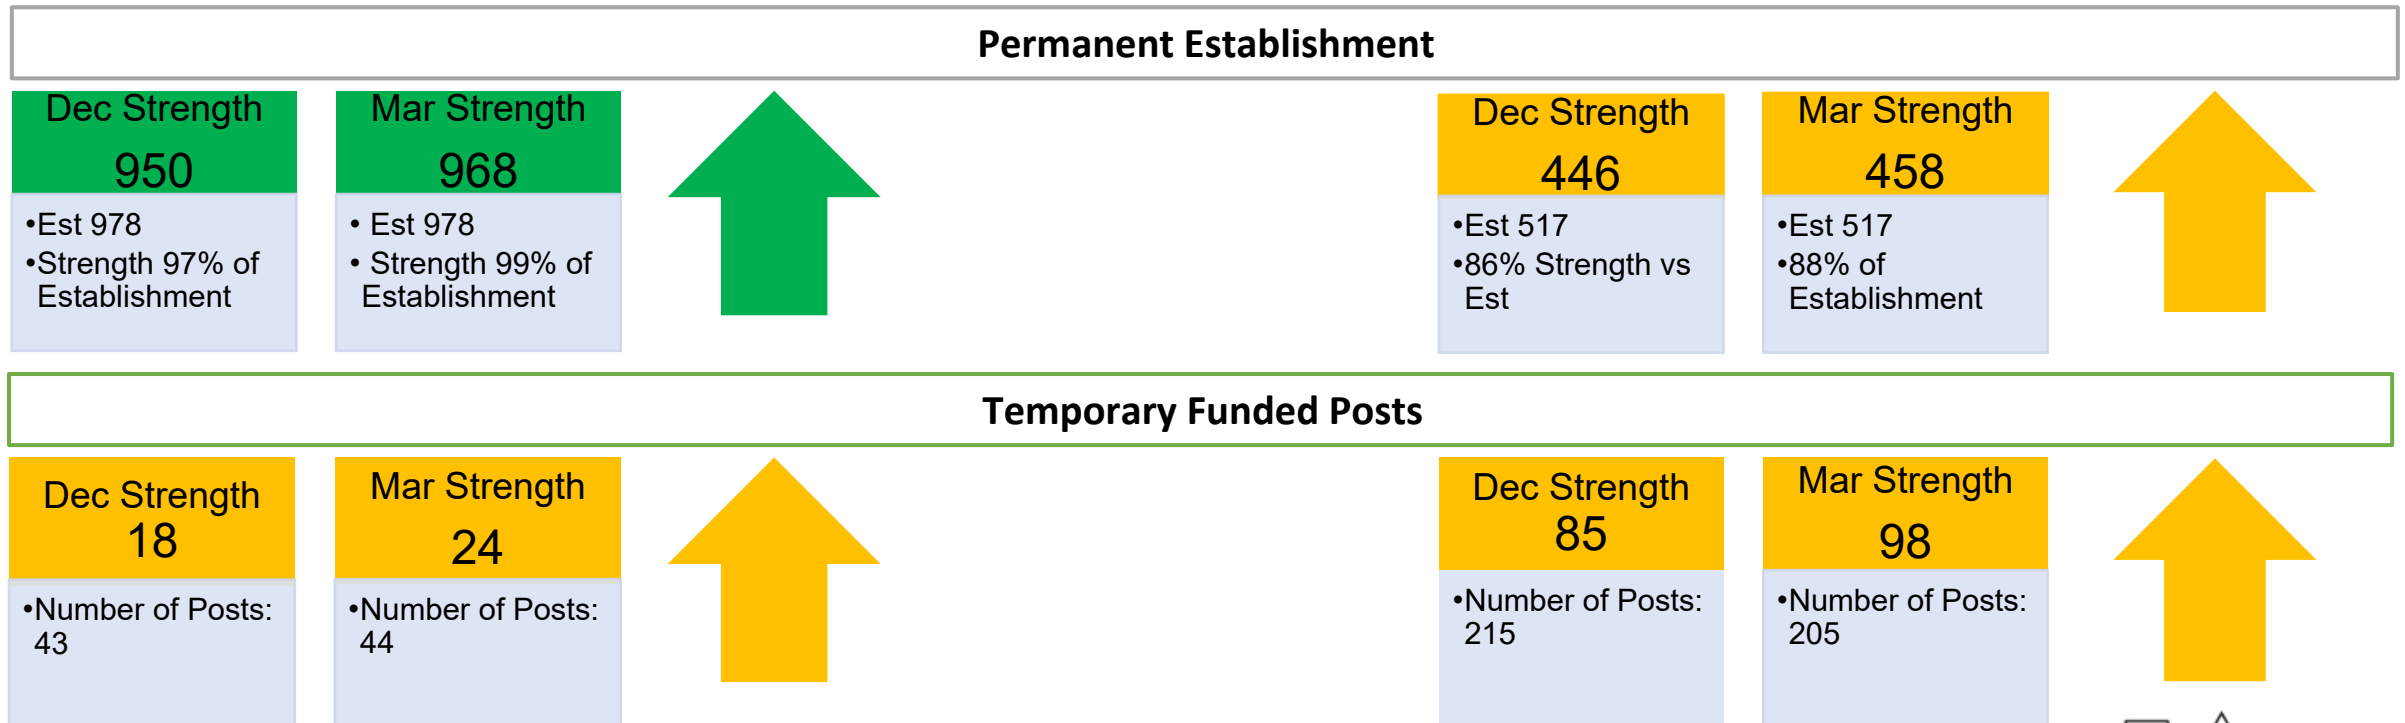 Permanent Establishment
Dec Strength
950
•Est 978
•Strength 97% of
Establishment
Mar Strength
968
• Est 978
• Strength 99% of
Establishment
Dec Strength
446
•Est 517
•86% Strength vs
Est
Mar Strength
458
•Est 517
•88% of
Establishment
Temporary Funded Posts
Dec Strength
18
•Number of Posts:
43
Mar Strength
24
•Number of Posts:
44
Dec Strength
85
•Number of Posts:
215
Mar Strength
98
•Number of Posts:
205